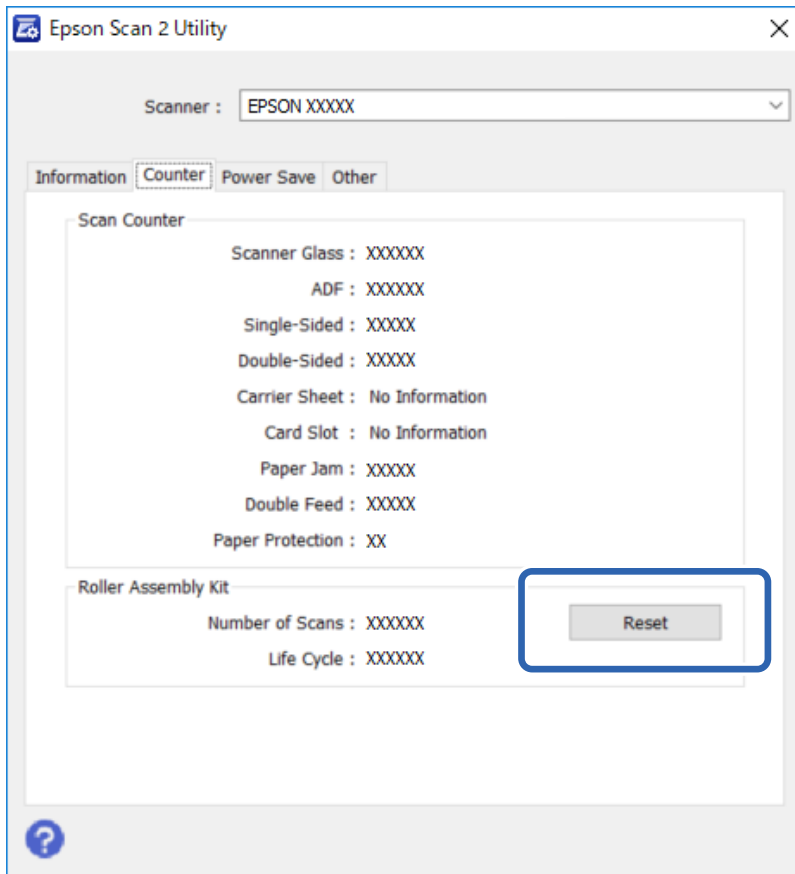 Epson Scan 2 Utility
Scanner : EPSON XXXXX
Information Counter Power Save Other
Scan Counter
Scanner Glass : XXXXXX
ADF : XXXXXX
Single-Sided : XXXXX
Double-Sided : XXXXX
Carrier Sheet : No Information
Card Slot : No Information
Paper Jam : XXXXX
Double Feed : XXXXX
Paper Protection : XX
Roller Assembly Kit
Number of Scans : XXXXXX Reset
Life Cycle : XXXXXX
?